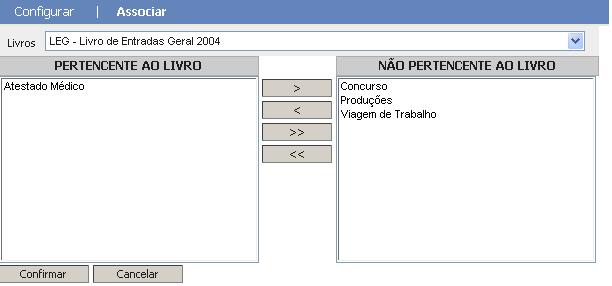 Configurar | Associar
Livros LEG - Livro de Entradas Geral 2004
PERTENCENTE AO LIVRO
Atestado Médico
>
<
>>
<<
NÃO PERTENCENTE AO LIVRO
Concurso
Produções
Viagem de Trabalho
Confirmar Cancelar